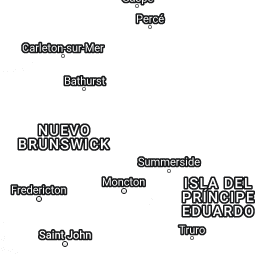 Percé
Carleton-sur-Mer
Bathurst
NUEVO
BRUNSWICK
Summerside
Moncton
ISLA DEL
PRÍNCIPE
EDUARDO
Fredericton
Truro
Saint John